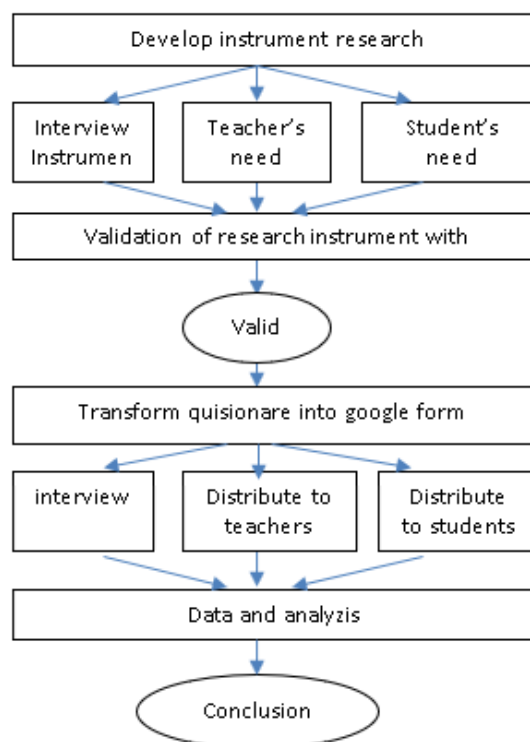 Develop instrument research
Interview
Instrumen
Teacher's
need
Student's
need
Validation of research instrument with
Valid
Transform quisionare into google form
interview
Distribute to
teachers
Distribute
to students
Data and analyzis
Conclusion